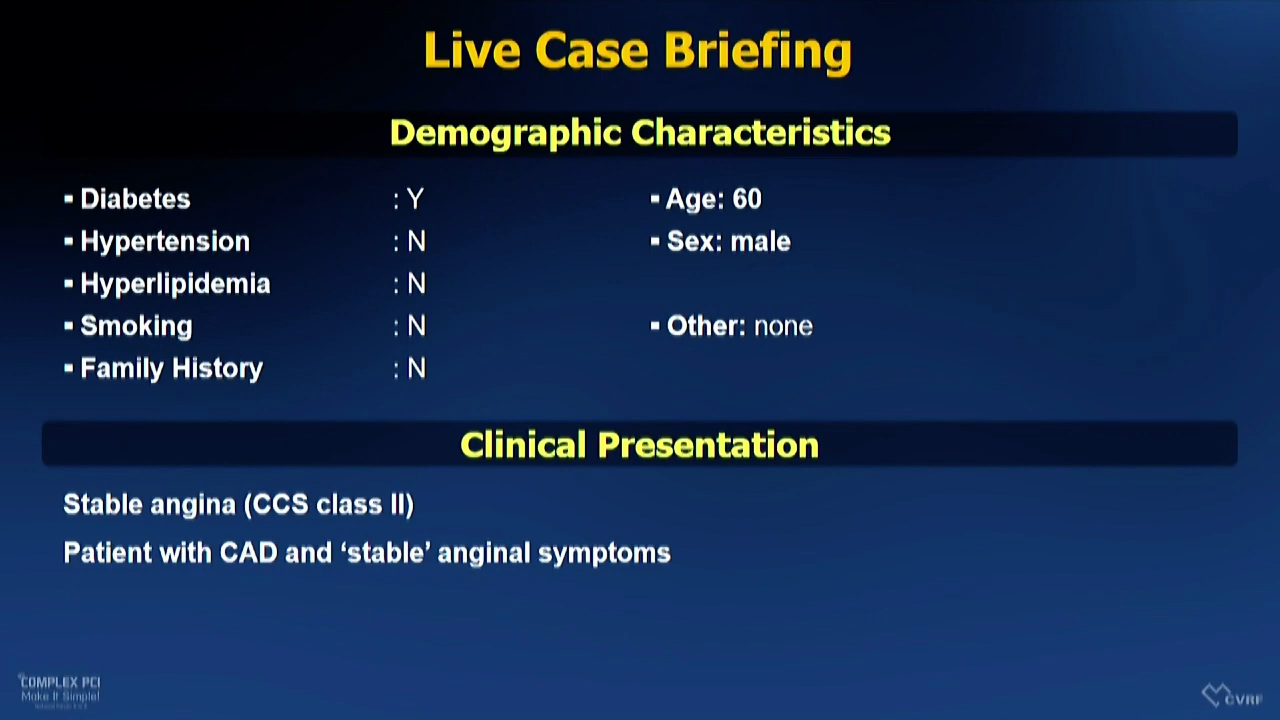 Live Case Briefing
Demographic Characteristics
▪ Diabetes : Y ▪ Age: 60
▪ Hypertension : N ▪ Sex: male
▪ Hyperlipidemia : N
▪ Smoking : N ▪ Other: none
▪ Family History : N
Clinical Presentation
Stable angina (CCS class II)
Patient with CAD and ‘stable’ anginal symptoms
COMPLEX PCI
Make It Simple!
CVRF